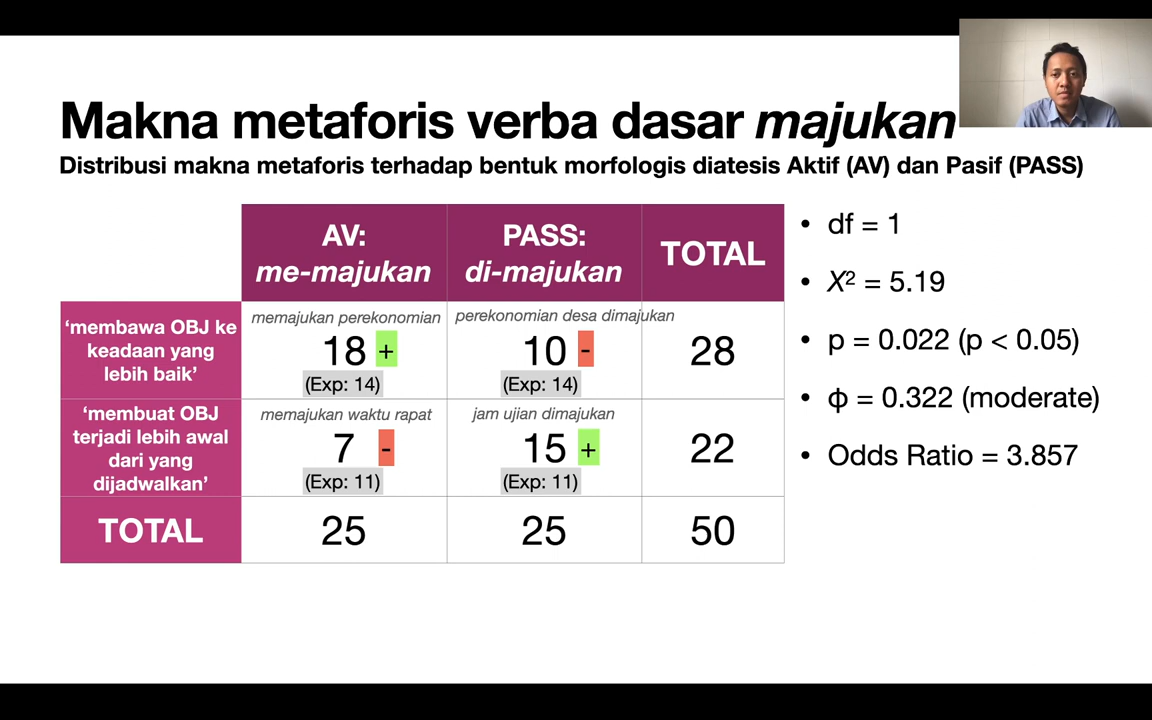 Makna metaforis verba dasar majukan
Distribusi makna metaforis terhadap bentuk morfologis diatesis Aktif (AV) dan Pasif (PASS)
AV:
me-majukan
PASS:
di-majukan
TOTAL
‘membawa OBJ ke
keadaan yang
lebih baik’
memajukan perekonomian
18 +
(Exp: 14)
perekonomian desa dimajukan
10 -
(Exp: 14)
28
‘membuat OBJ
terjadi lebih awal
dari yang
dijadwalkan’
memajukan waktu rapat
7 -
(Exp: 11)
jam ujian dimajukan
15 +
(Exp: 11)
22
TOTAL
25
25
50
• df = 1
• X² = 5.19
• p = 0.022 (p < 0.05)
• ϕ = 0.322 (moderate)
• Odds Ratio = 3.857